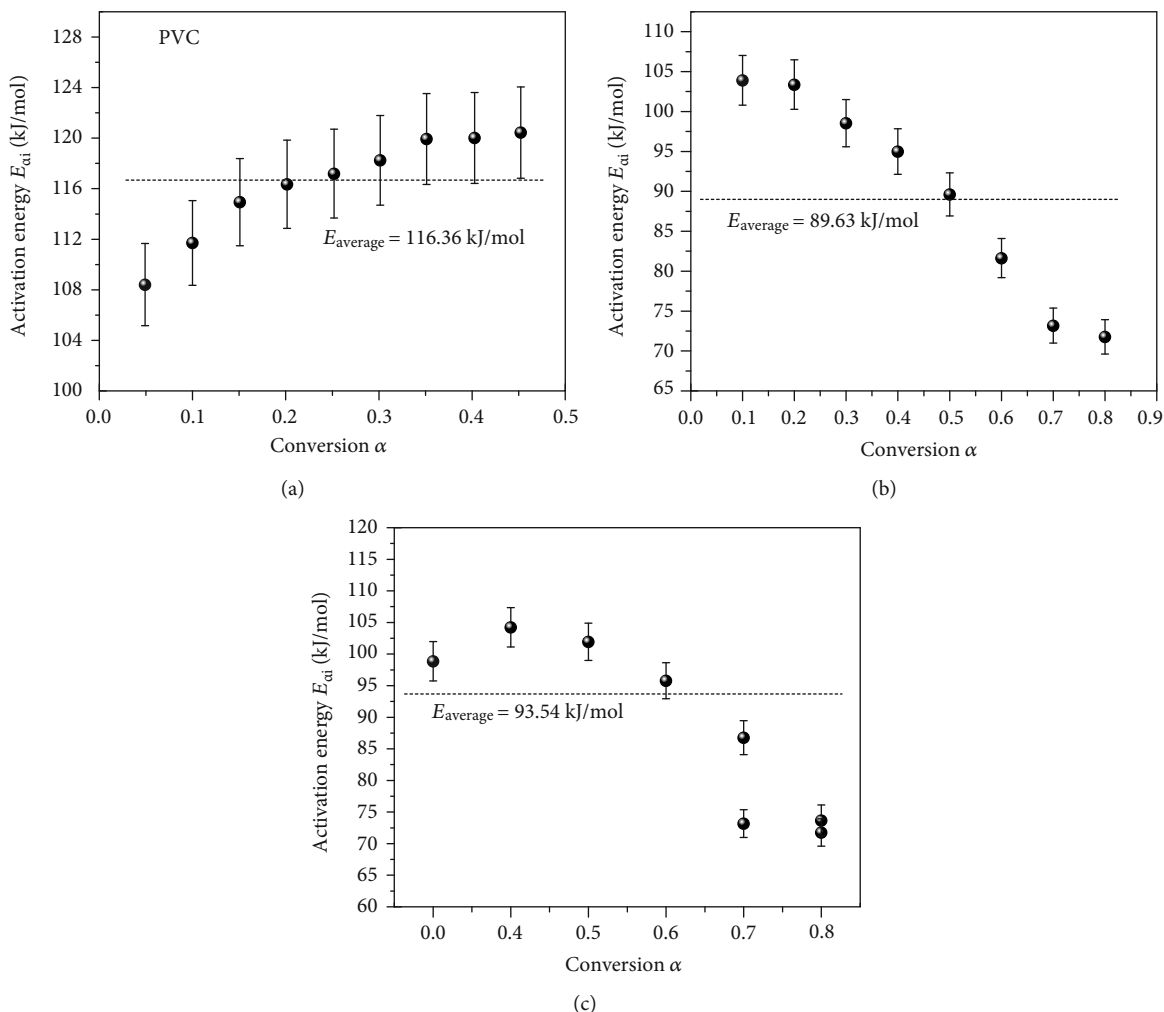 PVC
Activation energy Eαi (kJ/mol)
128
124
120
116
112
108
104
100
Eaverage = 116.36 kJ/mol
0.0 0.1 0.2 0.3 0.4 0.5
Conversion α
(a)
Activation energy Eαi (kJ/mol)
110
105
100
95
90
85
80
75
70
65
Eaverage = 89.63 kJ/mol
0.0 0.1 0.2 0.3 0.4 0.5 0.6 0.7 0.8 0.9
Conversion α
(b)
Activation energy Eαi (kJ/mol)
120
115
110
105
100
95
90
85
80
75
70
65
60
Eaverage = 93.54 kJ/mol
0.0 0.4 0.5 0.6 0.7 0.8
Conversion α
(c)